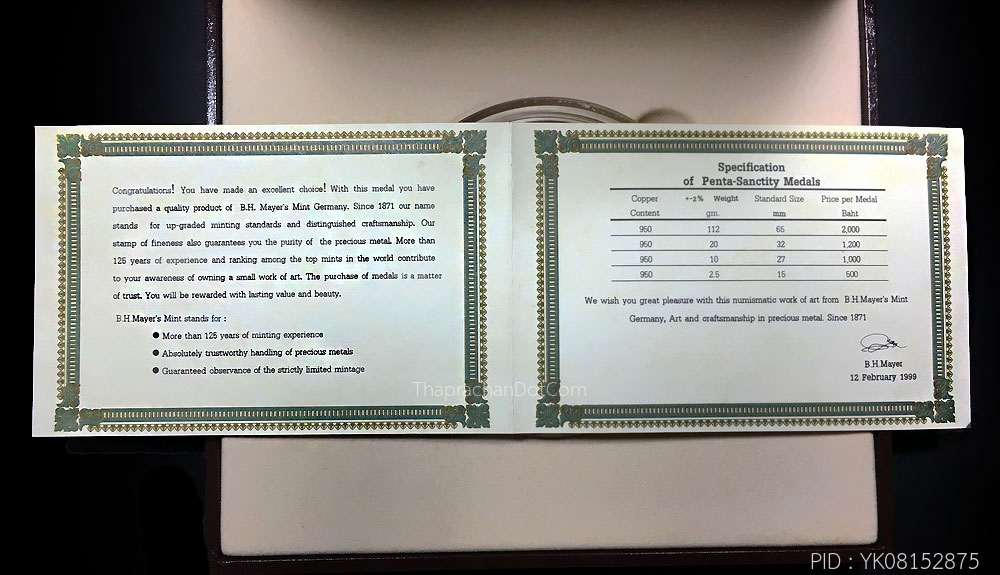 Congratulations! You have made an excellent choice! With this medal you have
purchased a quality product of B.H. Mayer's Mint Germany. Since 1871 our name
stands for up-graded minting standards and distinguished craftsmanship. Our
stamp of fineness also guarantees you the purity of the precious metal. More than
125 years of experience and ranking among the top mints in the world contribute
to your awareness of owning a small work of art. The purchase of medals is a matter
of trust. You will be rewarded with lasting value and beauty.
B.H.Mayer's Mint stands for :
● More than 125 years of minting experience
● Absolutely trustworthy handling of precious metals
● Guaranteed observance of the strictly limited mintage
Specification
of Penta-Sanctity Medals
Copper +-2% Weight Standard Size Price per Medal
Content gm. mm Baht
950 112 65 2,000
950 20 32 1,200
950 10 27 1,000
950 2.5 15 500
We wish you great pleasure with this numismatic work of art from B.H.Mayer's Mint
Germany, Art and craftsmanship in precious metal. Since 1871
B.H.Mayer
12 February 1999
ThaprachanDotCom
PID : YK08152875